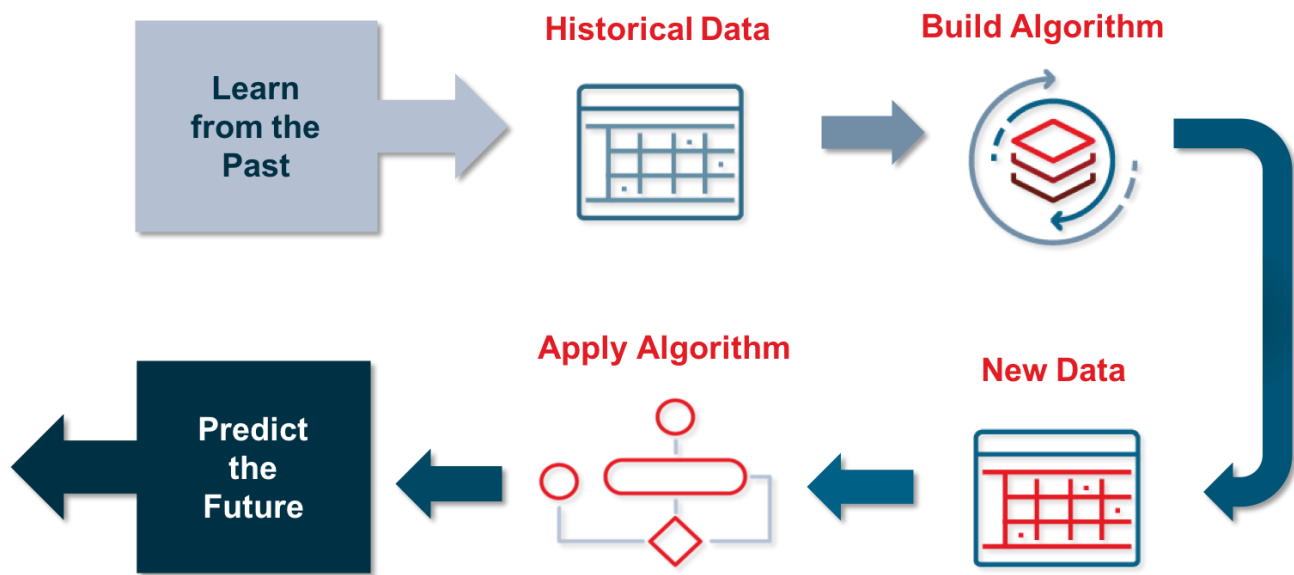 Historical Data
Build Algorithm
Learn
from the
Past
Apply Algorithm
New Data
Predict
the
Future